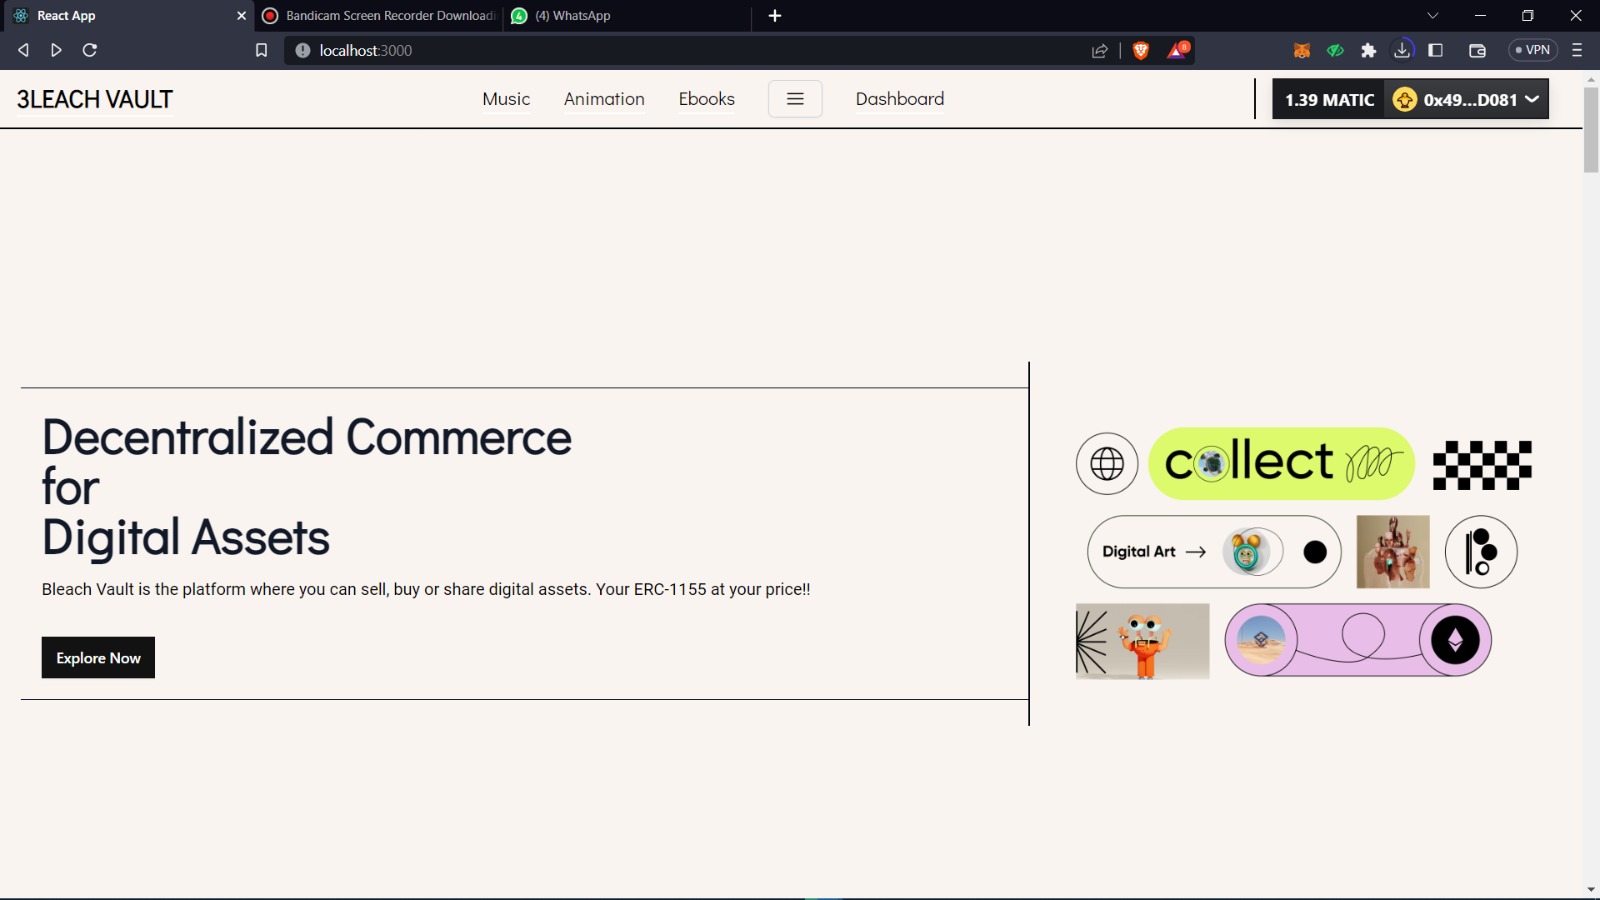 React App
Bandicam Screen Recorder Downloadi
4 (4) WhatsApp
localhost:3000
8
VPN
3LEACH VAULT
Music
Animation
Ebooks
Dashboard
1.39 MATIC
0x49...D081
Decentralized Commerce
for
Digital Assets
Bleach Vault is the platform where you can sell, buy or share digital assets. Your ERC-1155 at your price!!
Explore Now
collect
Digital Art →